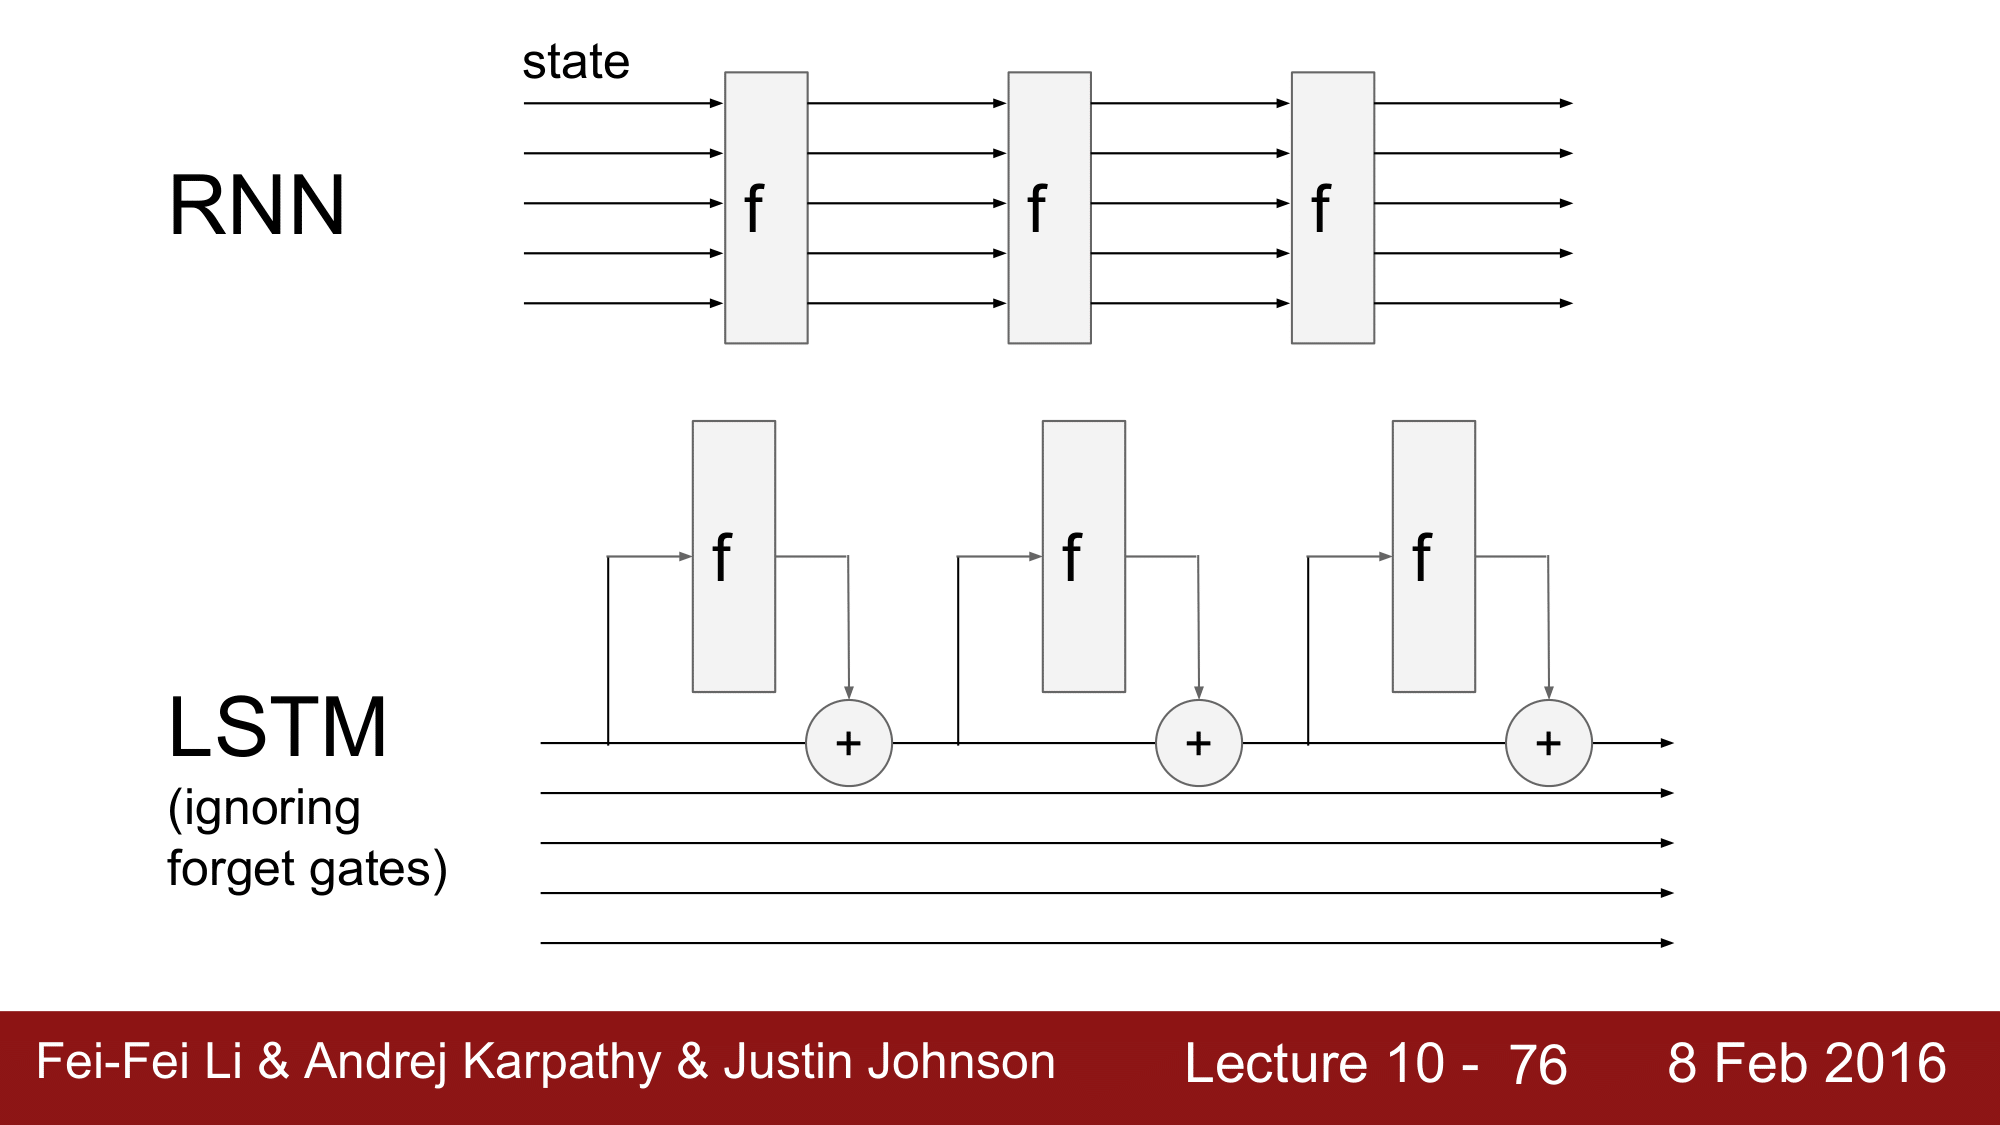 state
RNN
f f f
f f f
LSTM
+ + +
(ignoring
forget gates)
Fei-Fei Li & Andrej Karpathy & Justin Johnson Lecture 10 - 76 8 Feb 2016